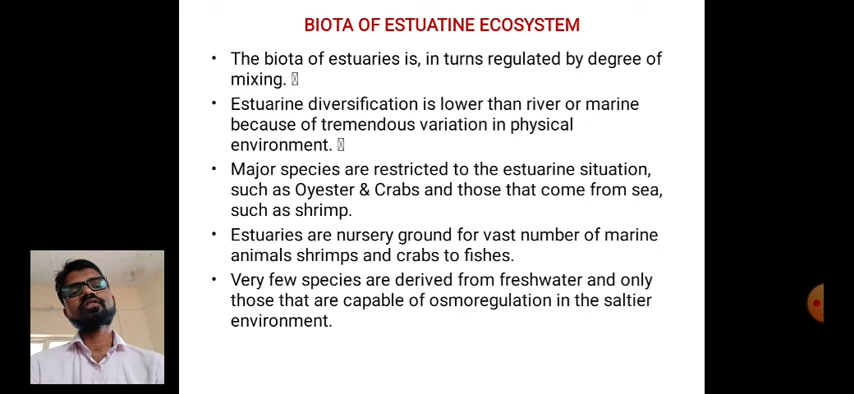 BIOTA OF ESTUATINE ECOSYSTEM
• The biota of estuaries is, in turns regulated by degree of
mixing. 
• Estuarine diversification is lower than river or marine
because of tremendous variation in physical
environment. 
• Major species are restricted to the estuarine situation,
such as Oyester & Crabs and those that come from sea,
such as shrimp.
• Estuaries are nursery ground for vast number of marine
animals shrimps and crabs to fishes.
• Very few species are derived from freshwater and only
those that are capable of osmoregulation in the saltier
environment.